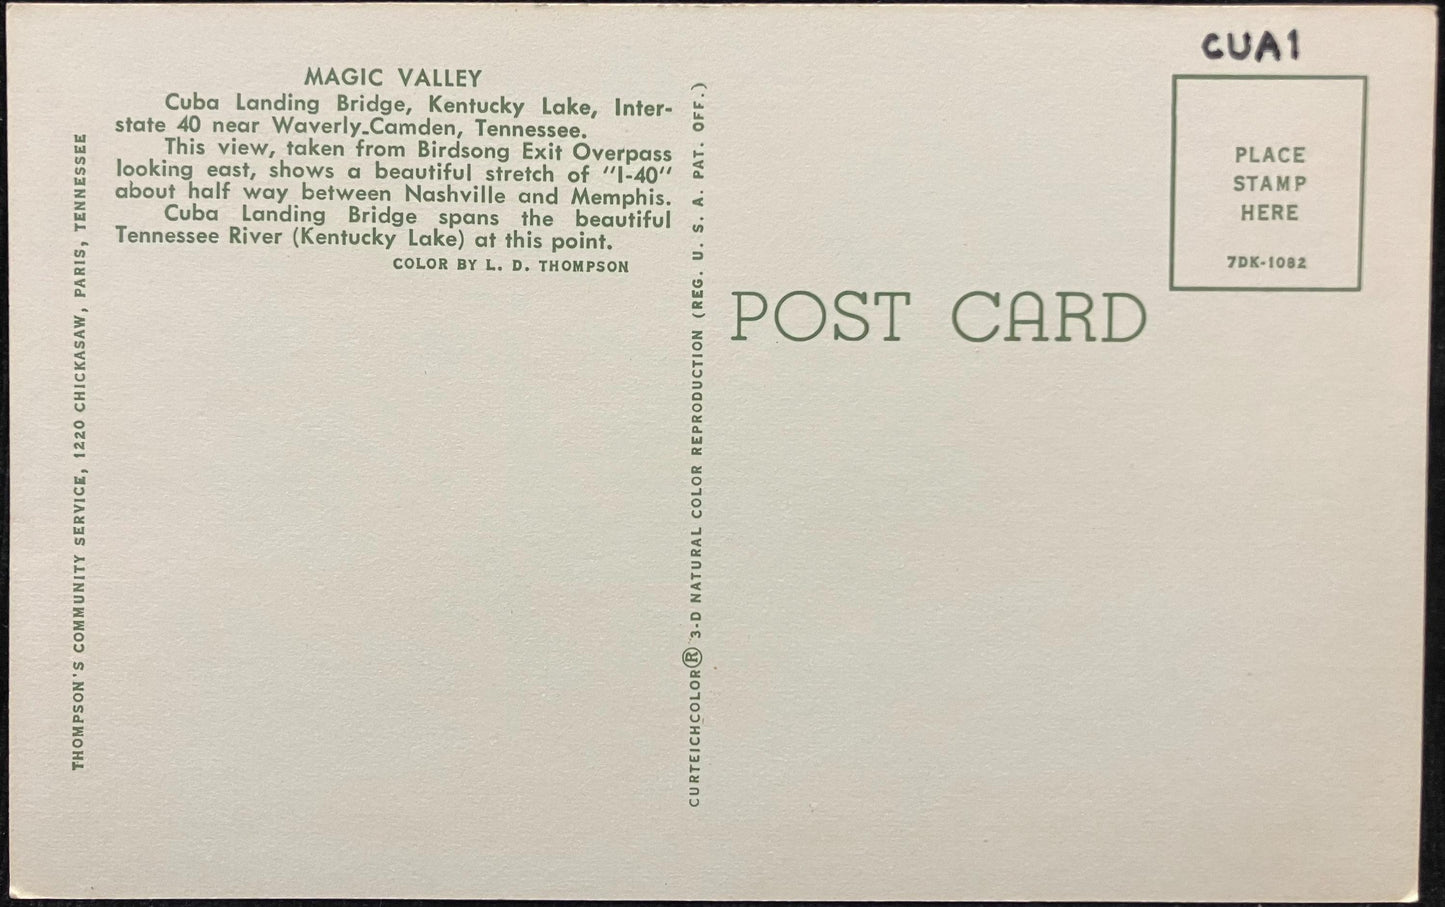 CUA1
MAGIC VALLEY
Cuba Landing Bridge, Kentucky Lake, Inter-
state 40 near Waverly-Camden, Tennessee.
This view, taken from Birdsong Exit Overpass
looking east, shows a beautiful stretch of "I-40"
about half way between Nashville and Memphis.
Cuba Landing Bridge spans the beautiful
Tennessee River (Kentucky Lake) at this point.
COLOR BY L. D. THOMPSON
THOMPSON'S COMMUNITY SERVICE, 1220 CHICKASAW, PARIS, TENNESSEE
CURTEICHCOLOR® 3-D NATURAL COLOR REPRODUCTION (REG. U. S. A. PAT. OFF.)
POST CARD
PLACE
STAMP
HERE
7DK-1082